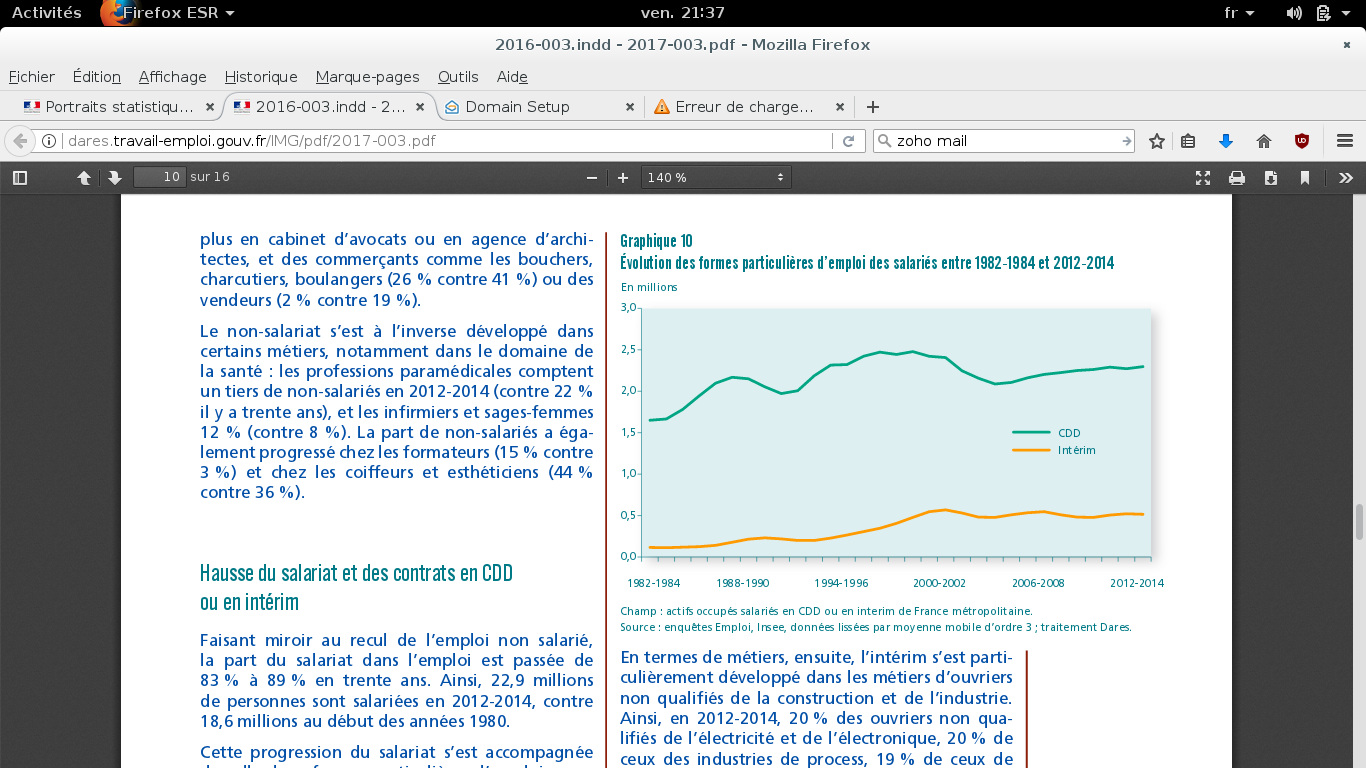 Activités Firefox ESR ven. 21:37 fr
2016-003.indd - 2017-003.pdf - Mozilla Firefox
Fichier Édition Affichage Historique Marque-pages Outils Aide
Portraits statistiqu... 2016-003.indd - 2... Domain Setup Erreur de charge...
dares.travail-emploi.gouv.fr/IMG/pdf/2017-003.pdf zoho mail
10 sur 16 140 %
plus en cabinet d’avocats ou en agence d’archi-
tectes, et des commerçants comme les bouchers,
charcutiers, boulangers (26 % contre 41 %) ou des
vendeurs (2 % contre 19 %).
Le non-salariat s’est à l’inverse développé dans
certains métiers, notamment dans le domaine de
la santé : les professions paramédicales comptent
un tiers de non-salariés en 2012-2014 (contre 22 %
il y a trente ans), et les infirmiers et sages-femmes
12 % (contre 8 %). La part de non-salariés a éga-
lement progressé chez les formateurs (15 % contre
3 %) et chez les coiffeurs et esthéticiens (44 %
contre 36 %).
Hausse du salariat et des contrats en CDD
ou en intérim
Faisant miroir au recul de l’emploi non salarié,
la part du salariat dans l’emploi est passée de
83 % à 89 % en trente ans. Ainsi, 22,9 millions
de personnes sont salariées en 2012-2014, contre
18,6 millions au début des années 1980.
Cette progression du salariat s’est accompagnée
Graphique 10
Évolution des formes particulières d’emploi des salariés entre 1982-1984 et 2012-2014
En millions
3,0
2,5
2,0
1,5
1,0
0,5
0,0
CDD
Intérim
1982-1984 1988-1990 1994-1996 2000-2002 2006-2008 2012-2014
Champ : actifs occupés salariés en CDD ou en interim de France métropolitaine.
Source : enquêtes Emploi, Insee, données lissées par moyenne mobile d’ordre 3 ; traitement Dares.
En termes de métiers, ensuite, l’intérim s’est parti-
culièrement développé dans les métiers d’ouvriers
non qualifiés de la construction et de l’industrie.
Ainsi, en 2012-2014, 20 % des ouvriers non qua-
lifiés de l’électricité et de l’électronique, 20 % de
ceux des industries de process, 19 % de ceux de